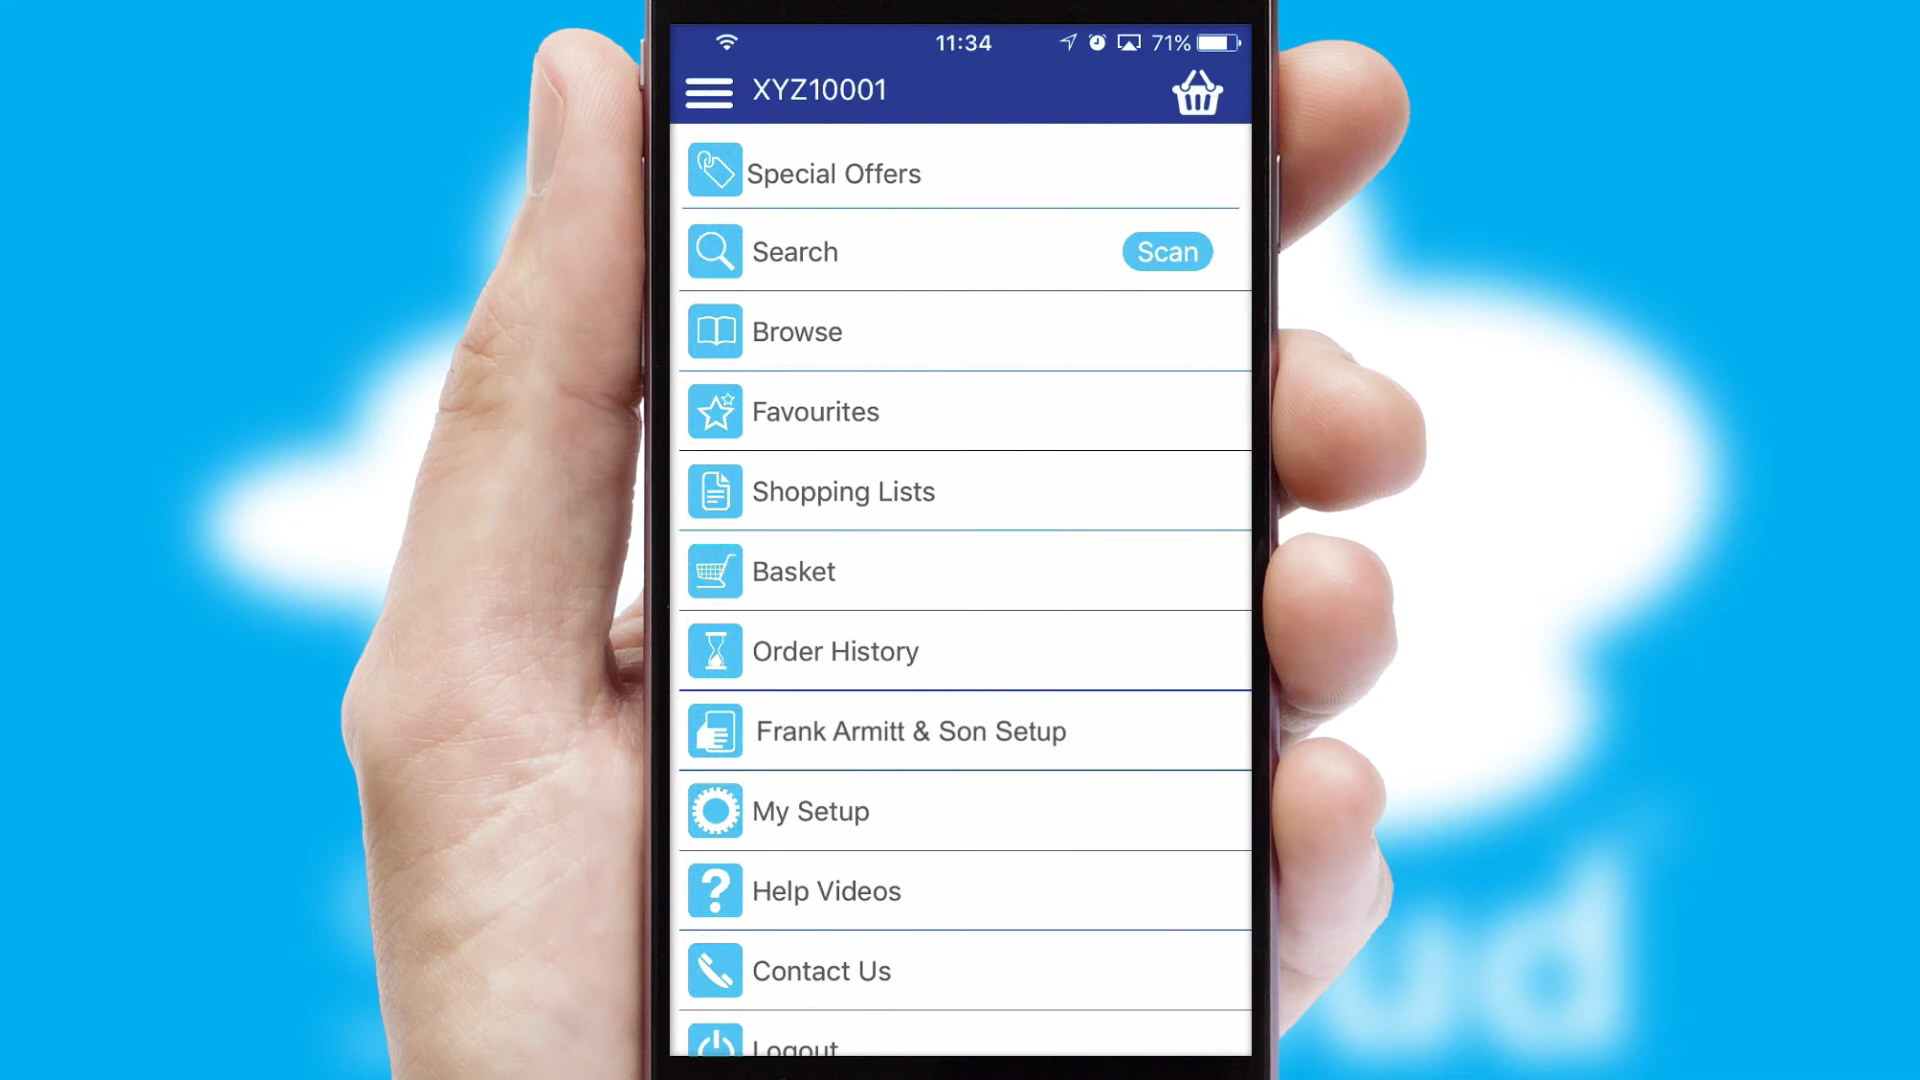 11:34
71%
XYZ10001
Special Offers
Search
Scan
Browse
Favourites
Shopping Lists
Basket
Order History
Frank Armitt & Son Setup
My Setup
Help Videos
Contact Us
Logout
ud